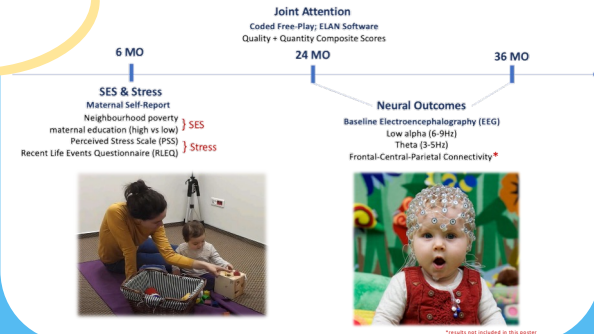 Joint Attention
Coded Free-Play; ELAN Software
Quality + Quantity Composite Scores
6 MO
24 MO
36 MO
SES & Stress
Maternal Self-Report
Neighbourhood poverty
maternal education (high vs low)
} SES
Perceived Stress Scale (PSS)
Recent Life Events Questionnaire (RLEQ)
} Stress
Neural Outcomes
Baseline Electroencephalography (EEG)
Low alpha (6-9Hz)
Theta (3-5Hz)
Frontal-Central-Parietal Connectivity*
*results not included in this poster